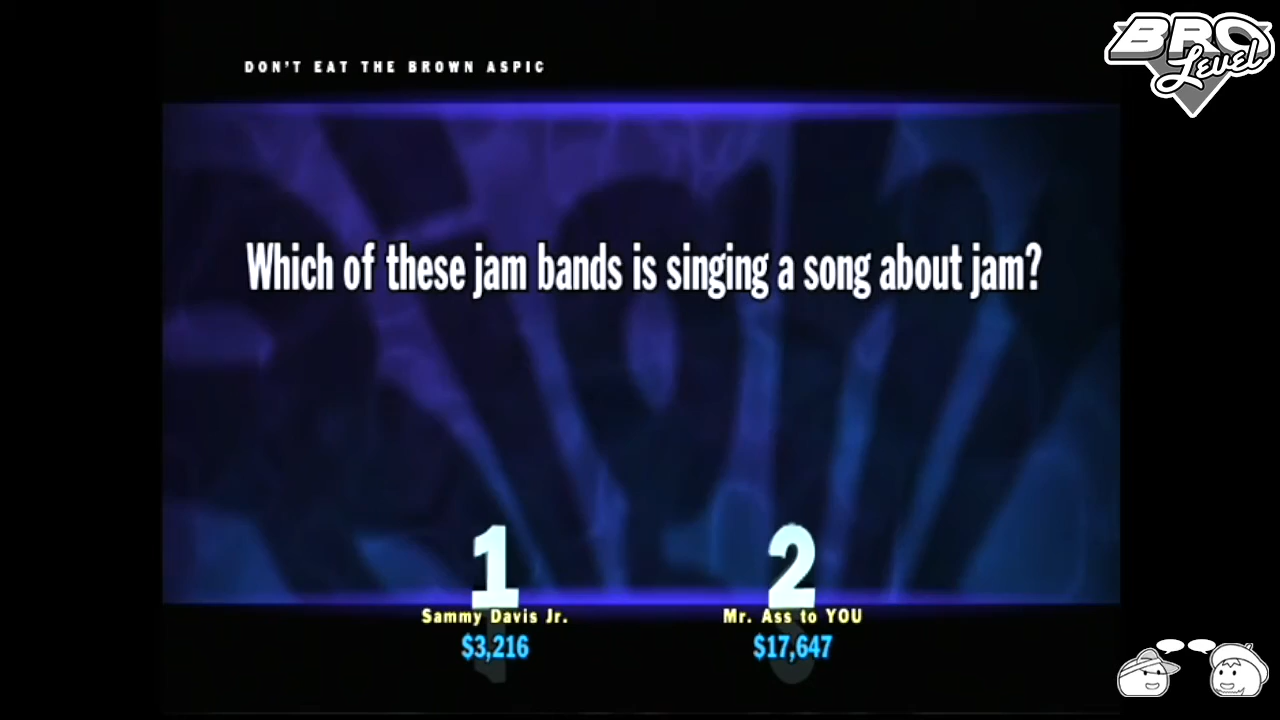 BRO
Level
DON'T EAT THE BROWN ASPIC
Which of these jam bands is singing a song about jam?
1
2
Sammy Davis Jr.
Mr. Ass to YOU
$3,216
$17,647